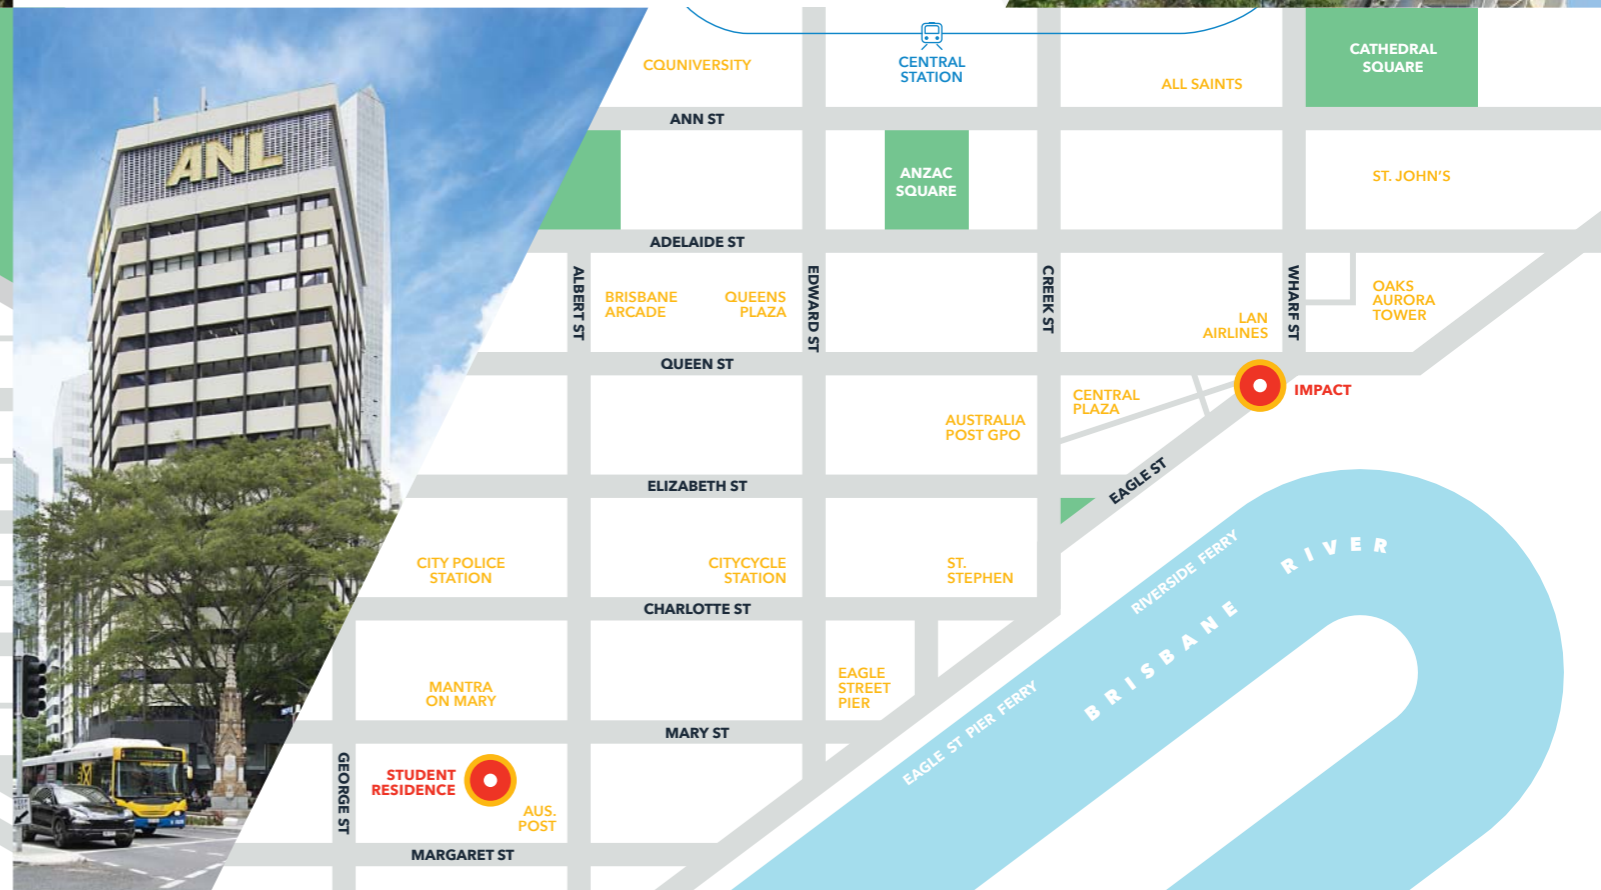 ANL
CQUNIVERSITY
CENTRAL
STATION
ALL SAINTS
CATHEDRAL
SQUARE
ANN ST
ANZAC
SQUARE
ST. JOHN'S
ADELAIDE ST
ALBERT ST
BRISBANE
ARCADE
QUEENS
PLAZA
EDWARD ST
CREEK ST
LAN
AIRLINES
WHARF ST
OAKS
AURORA
TOWER
QUEEN ST
IMPACT
CENTRAL
PLAZA
AUSTRALIA
POST GPO
ELIZABETH ST
EAGLE ST
CITY POLICE
STATION
CITYCYCLE
STATION
ST.
STEPHEN
RIVERSIDE FERRY
BRISBANE RIVER
CHARLOTTE ST
MANTRA
ON MARY
EAGLE
STREET
PIER
EAGLE ST PIER FERRY
MARY ST
GEORGE ST
STUDENT
RESIDENCE
AUS.
POST
MARGARET ST